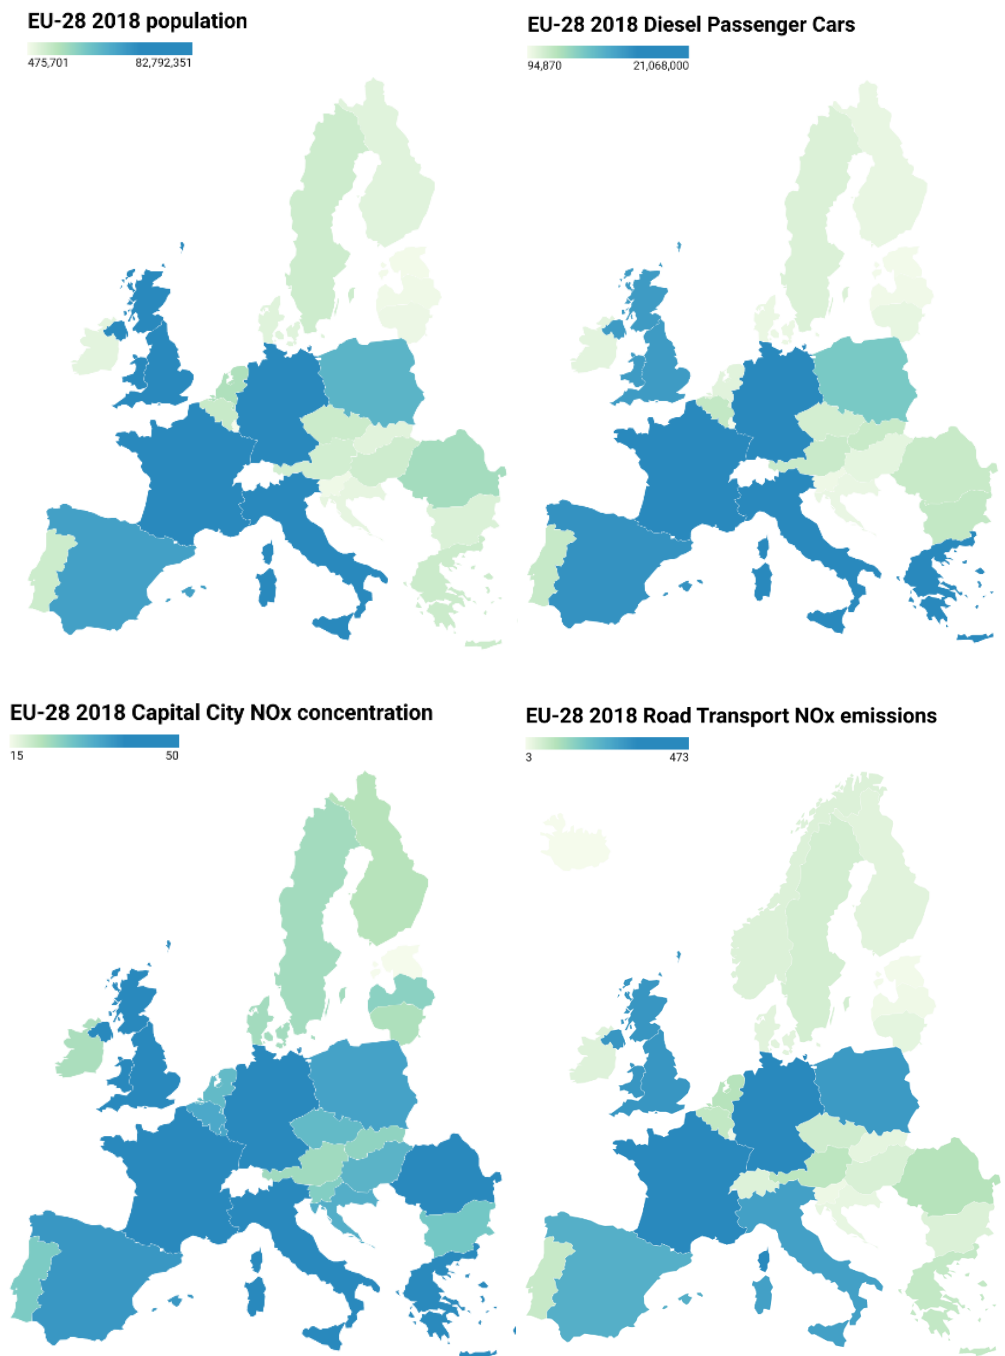 EU-28 2018 population
475,701 82,792,351
EU-28 2018 Diesel Passenger Cars
94,870 21,068,000
EU-28 2018 Capital City NOx concentration
15 50
EU-28 2018 Road Transport NOx emissions
3 473